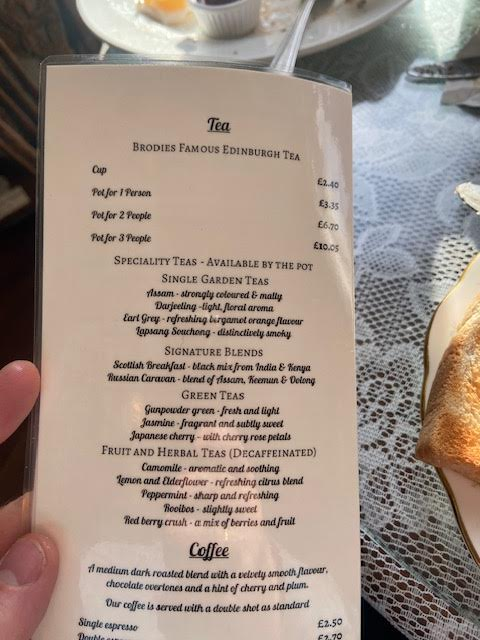 Tea
BRODIES FAMOUS EDINBURGH TEA
Cup £2.40
Pot for 1 Person £3.35
Pot for 2 People £6.70
Pot for 3 People £10.05
SPECIALITY TEAS - AVAILABLE BY THE POT
SINGLE GARDEN TEAS
Assam - strongly coloured & malty
Darjeeling -light, floral aroma
Earl Grey - refreshing bergamot orange flavour
Lapsang Souchong - distinctively smoky
SIGNATURE BLENDS
Scottish Breakfast - black mix from India & Kenya
Russian Caravan - blend of Assam, Keemun & Oolong
GREEN TEAS
Gunpowder green - fresh and light
Jasmine - fragrant and subtly sweet
Japanese cherry - with cherry rose petals
FRUIT AND HERBAL TEAS (DECAFFEINATED)
Camomile - aromatic and soothing
Lemon and Elderflower - refreshing citrus blend
Peppermint - sharp and refreshing
Rooibos - slightly sweet
Red berry crush - a mix of berries and fruit
Coffee
A medium dark roasted blend with a velvety smooth flavour,
chocolate overtones and a hint of cherry and plum.
Our coffee is served with a double shot as standard
Single espresso £2.50
Double £2.70